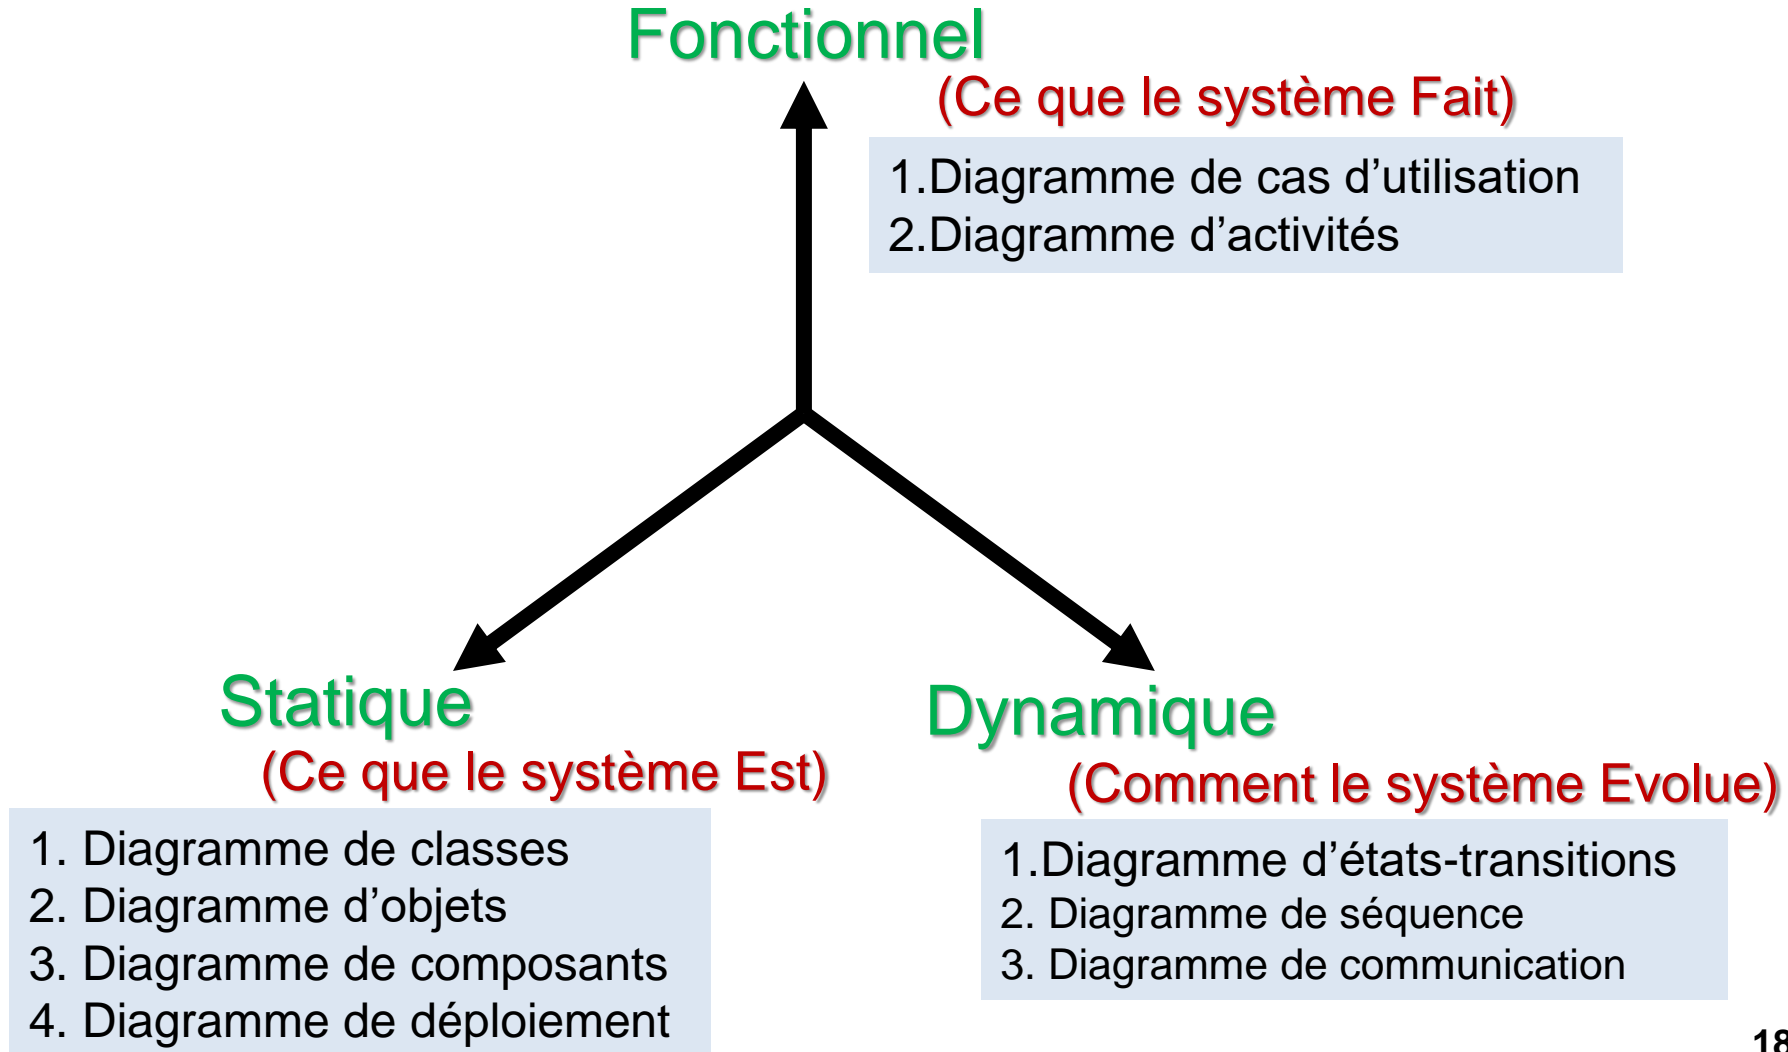 Fonctionnel
(Ce que le système Fait)
1.Diagramme de cas d’utilisation
2.Diagramme d’activités
Statique
(Ce que le système Est)
1. Diagramme de classes
2. Diagramme d’objets
3. Diagramme de composants
4. Diagramme de déploiement
Dynamique
(Comment le système Evolue)
1.Diagramme d’états-transitions
2. Diagramme de séquence
3. Diagramme de communication
18